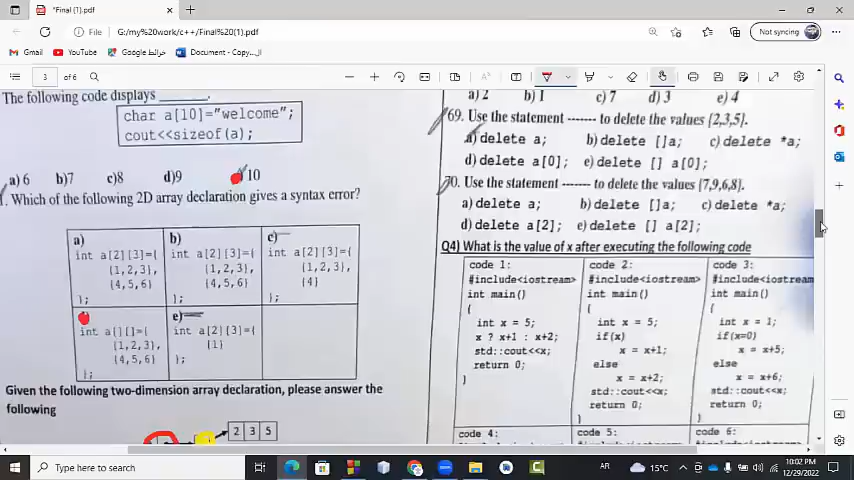 *Final (1).pdf
File
G:/my work/c++/Final%20(1).pdf
Not syncing
Gmail
YouTube
خرائط Google
Document - Copy....ال
3
of 6
The following code displays ______.
char a[10]="welcome";
cout<<sizeof(a);
a) 6 b)7 c)8 d)9 10
1. Which of the following 2D array declaration gives a syntax error?
a)
int a[2][3]={
{1,2,3},
{4,5,6}
};
b)
int a[2][3]={
{1,2,3},
{4,5,6}
};
c)
int a[2][3]={
{1,2,3},
{4}
};
int a[][]={
{1,2,3},
{4,5,6}
};
e)
int a[2][3]={
{1}
};
Given the following two-dimension array declaration, please answer the
following
2 3 5
a) 2 b) 1 c) 7 d) 3 e) 4
69. Use the statement ------- to delete the values {2,3,5}.
a) delete a; b) delete []a; c) delete *a;
d) delete a[0]; e) delete [] a[0];
70. Use the statement ------- to delete the values {7,9,6,8}.
a) delete a; b) delete []a; c) delete *a;
d) delete a[2]; e) delete [] a[2];
Q4) What is the value of x after executing the following code
code 1:
#include<iostream>
int main()
{
int x = 5;
x ? x+1 : x+2;
std::cout<<x;
return 0;
}
code 2:
#include<iostream>
int main()
{
int x = 5;
if(x)
x = x+1;
else
x = x+2;
std::cout<<x;
return 0;
}
code 3:
#include<iostream
int main()
{
int x = 1;
if(x=0)
x = x+5;
else
x = x+6;
std::cout<<x;
return 0;
}
code 4:
code 5:
code 6:
Type here to search
AR
15°C
10:02 PM
12/29/2022